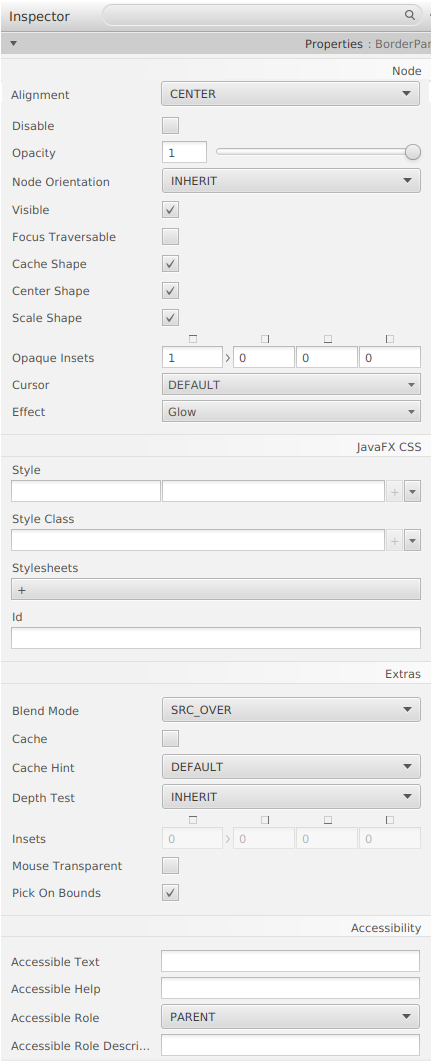 Inspector
Properties : BorderPar
Node
Alignment CENTER
Disable
Opacity 1
Node Orientation INHERIT
Visible
Focus Traversable
Cache Shape
Center Shape
Scale Shape
Opaque Insets 1 > 0 0 0
Cursor DEFAULT
Effect Glow
JavaFX CSS
Style
+
Style Class
+
Stylesheets
+
Id
Extras
Blend Mode SRC_OVER
Cache
Cache Hint DEFAULT
Depth Test INHERIT
Insets 0 > 0 0 0
Mouse Transparent
Pick On Bounds
Accessibility
Accessible Text
Accessible Help
Accessible Role PARENT
Accessible Role Descri...